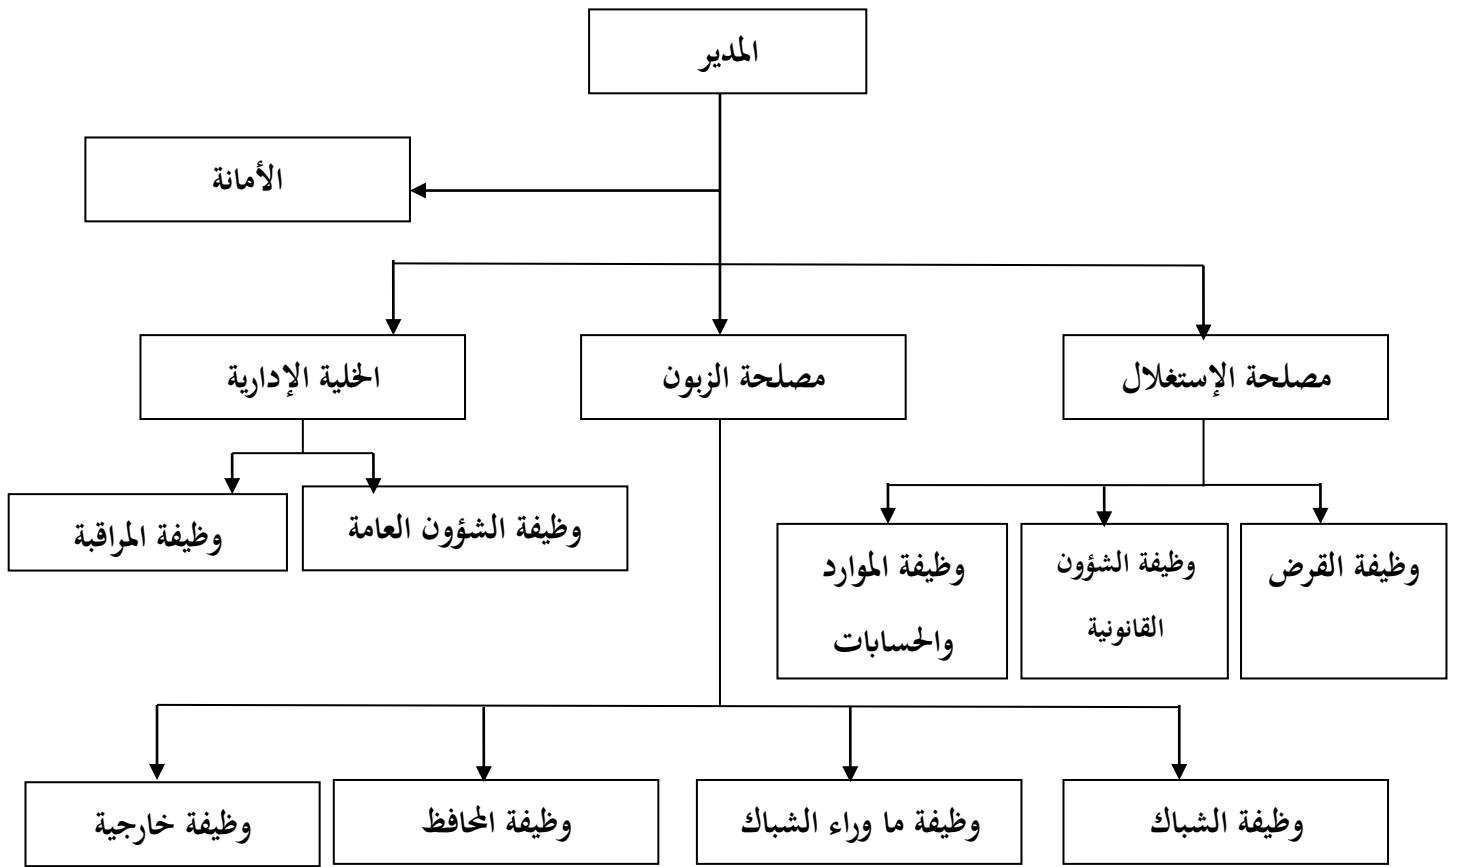 المدير
الأمانة
مصلحة الإستغلال
مصلحة الزبون
الخلية الإدارية
وظيفة القرض
وظيفة الشؤون
القانونية
وظيفة الموارد
والحسابات
وظيفة الشؤون العامة
وظيفة المراقبة
وظيفة الشباك
وظيفة ما وراء الشباك
وظيفة المحافظ
وظيفة خارجية